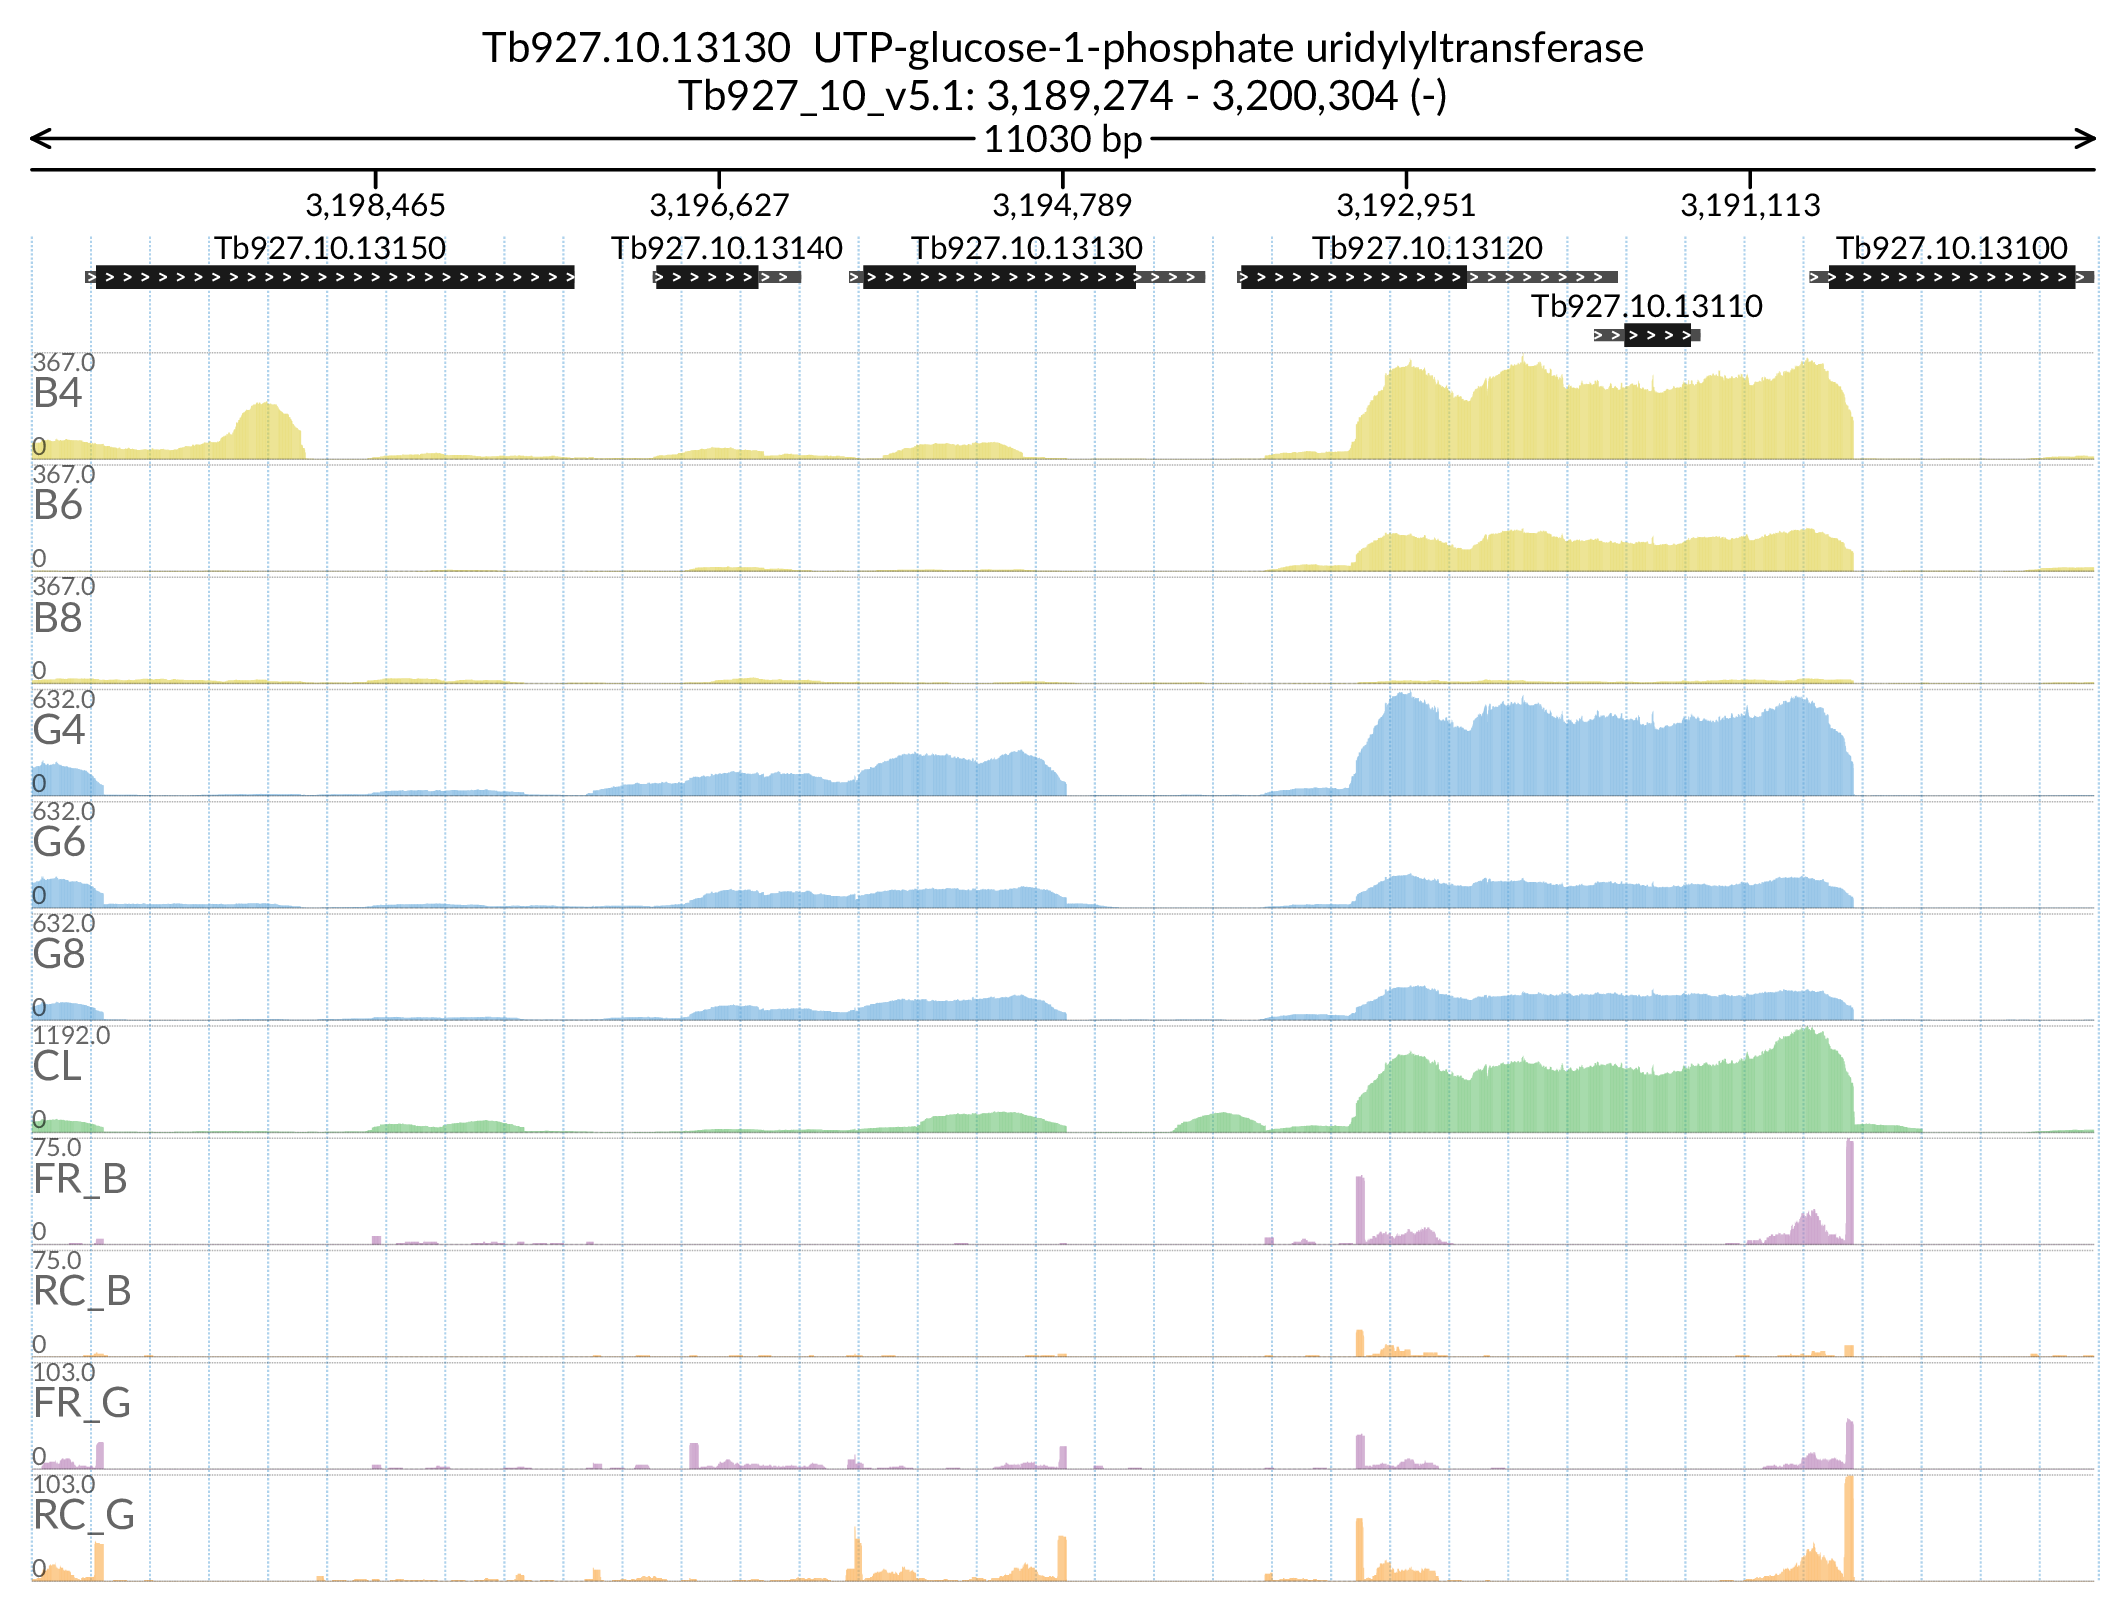 Tb927.10.13130  UTP-glucose-1-phosphate uridylyltransferase
Tb927_10_v5.1: 3,189,274 - 3,200,304 (-)
11030 bp
3,198,465 3,196,627 3,194,789 3,192,951 3,191,113
Tb927.10.13150 Tb927.10.13140 Tb927.10.13130 Tb927.10.13120 Tb927.10.13100
Tb927.10.13110
367.0
B4
0
367.0
B6
0
367.0
B8
0
632.0
G4
0
632.0
G6
0
632.0
G8
0
1192.0
CL
0
75.0
FR_B
0
75.0
RC_B
0
103.0
FR_G
0
103.0
RC_G
0